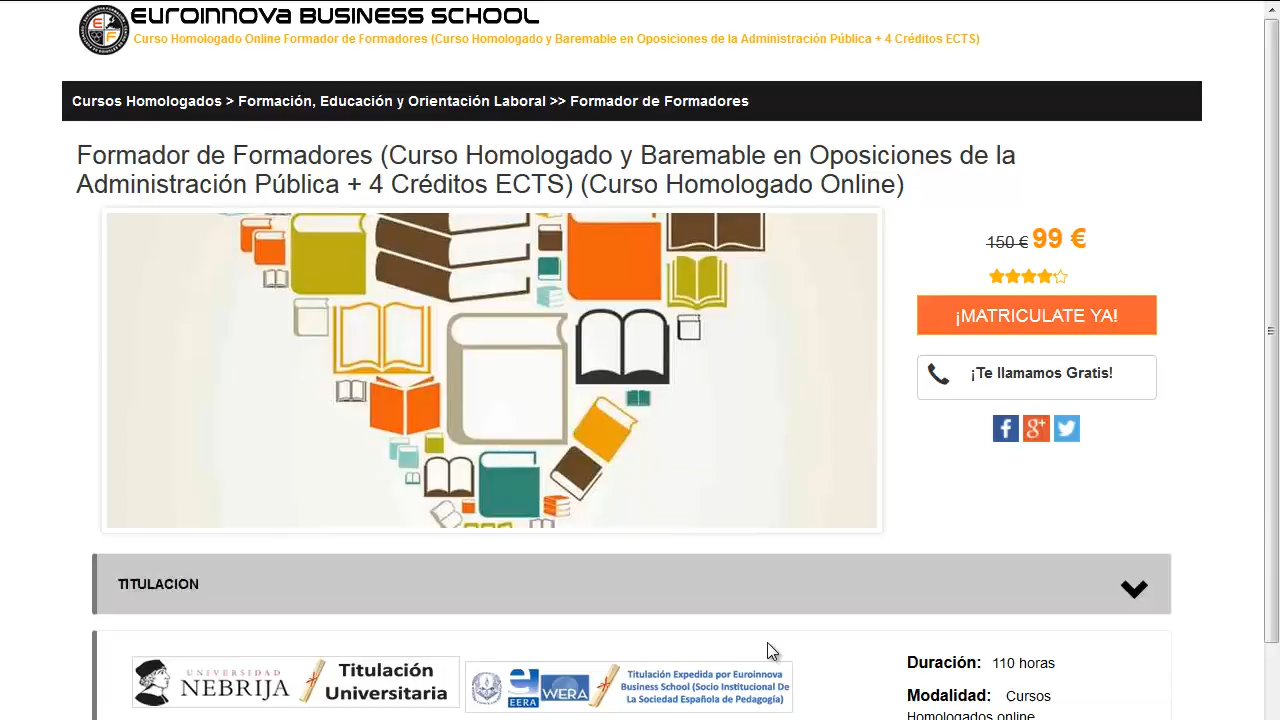 EUROINNOVA BUSINESS SCHOOL
Curso Homologado Online Formador de Formadores (Curso Homologado y Baremable en Oposiciones de la Administración Pública + 4 Créditos ECTS)
Cursos Homologados > Formación, Educación y Orientación Laboral >> Formador de Formadores
Formador de Formadores (Curso Homologado y Baremable en Oposiciones de la
Administración Pública + 4 Créditos ECTS) (Curso Homologado Online)
150 € 99 €
¡MATRICULATE YA!
¡Te llamamos Gratis!
TITULACION
UNIVERSIDAD
NEBRIJA
Titulación
Universitaria
EERA
WERA
Titulación Expedida por Euroinnova
Business School (Socio Institucional De
La Sociedad Española de Pedagogía)
Duración: 110 horas
Modalidad: Cursos
Homologados online